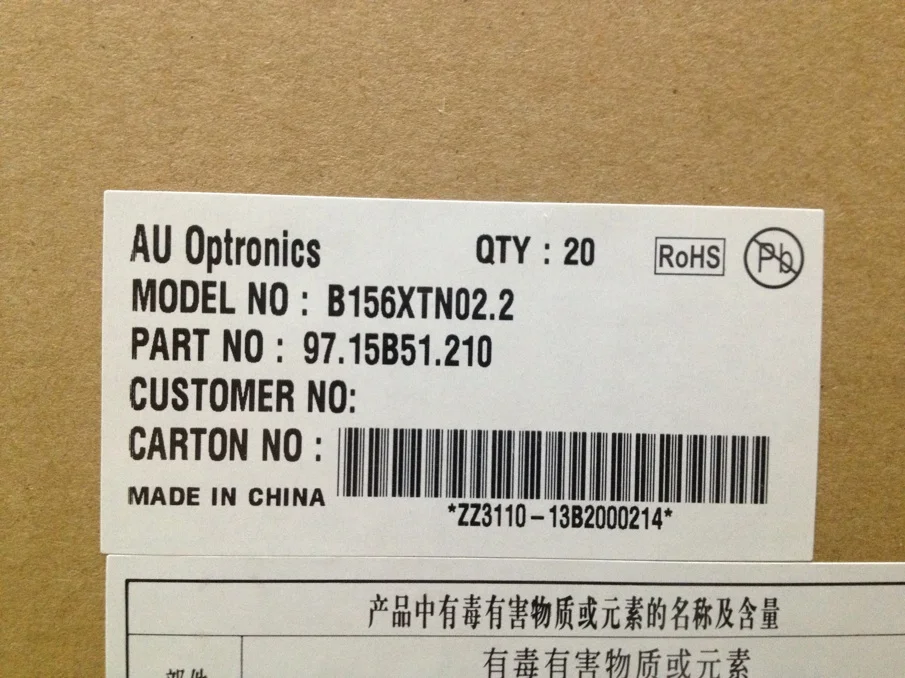 AU Optronics QTY : 20 RoHS Pb
MODEL NO : B156XTN02.2
PART NO : 97.15B51.210
CUSTOMER NO:
CARTON NO :
MADE IN CHINA
*ZZ3110-13B2000214*
产品中有毒有害物质或元素的名称及含量
有毒有害物质或元素
部件